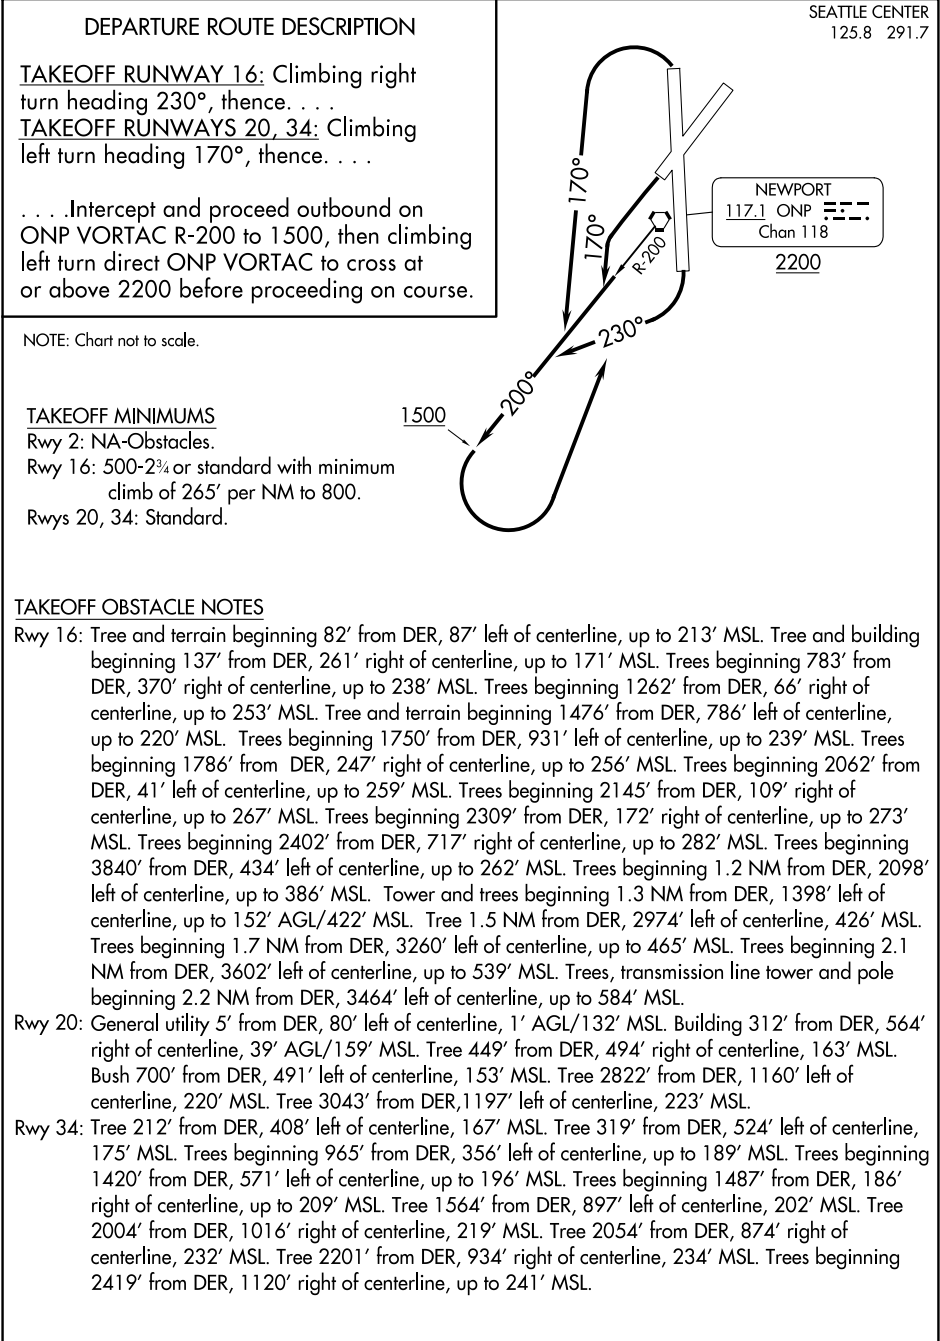 DEPARTURE ROUTE DESCRIPTION
TAKEOFF RUNWAY 16: Climbing right
turn heading 230°, thence. . . .
TAKEOFF RUNWAYS 20, 34: Climbing
left turn heading 170°, thence. . . .
. . . .Intercept and proceed outbound on
ONP VORTAC R-200 to 1500, then climbing
left turn direct ONP VORTAC to cross at
or above 2200 before proceeding on course.
SEATTLE CENTER
125.8 291.7
170°
170°
R-200
230°
200°
1500
NEWPORT
117.1 ONP
Chan 118
2200
NOTE: Chart not to scale.
TAKEOFF MINIMUMS
Rwy 2: NA-Obstacles.
Rwy 16: 500-2¾ or standard with minimum
climb of 265' per NM to 800.
Rwys 20, 34: Standard.
TAKEOFF OBSTACLE NOTES
Rwy 16: Tree and terrain beginning 82' from DER, 87' left of centerline, up to 213' MSL. Tree and building
beginning 137' from DER, 261' right of centerline, up to 171' MSL. Trees beginning 783' from
DER, 370' right of centerline, up to 238' MSL. Trees beginning 1262' from DER, 66' right of
centerline, up to 253' MSL. Tree and terrain beginning 1476' from DER, 786' left of centerline,
up to 220' MSL. Trees beginning 1750' from DER, 931' left of centerline, up to 239' MSL. Trees
beginning 1786' from DER, 247' right of centerline, up to 256' MSL. Trees beginning 2062' from
DER, 41' left of centerline, up to 259' MSL. Trees beginning 2145' from DER, 109' right of
centerline, up to 267' MSL. Trees beginning 2309' from DER, 172' right of centerline, up to 273'
MSL. Trees beginning 2402' from DER, 717' right of centerline, up to 282' MSL. Trees beginning
3840' from DER, 434' left of centerline, up to 262' MSL. Trees beginning 1.2 NM from DER, 2098'
left of centerline, up to 386' MSL. Tower and trees beginning 1.3 NM from DER, 1398' left of
centerline, up to 152' AGL/422' MSL. Tree 1.5 NM from DER, 2974' left of centerline, 426' MSL.
Trees beginning 1.7 NM from DER, 3260' left of centerline, up to 465' MSL. Trees beginning 2.1
NM from DER, 3602' left of centerline, up to 539' MSL. Trees, transmission line tower and pole
beginning 2.2 NM from DER, 3464' left of centerline, up to 584' MSL.
Rwy 20: General utility 5' from DER, 80' left of centerline, 1' AGL/132' MSL. Building 312' from DER, 564'
right of centerline, 39' AGL/159' MSL. Tree 449' from DER, 494' right of centerline, 163' MSL.
Bush 700' from DER, 491' left of centerline, 153' MSL. Tree 2822' from DER, 1160' left of
centerline, 220' MSL. Tree 3043' from DER,1197' left of centerline, 223' MSL.
Rwy 34: Tree 212' from DER, 408' left of centerline, 167' MSL. Tree 319' from DER, 524' left of centerline,
175' MSL. Trees beginning 965' from DER, 356' left of centerline, up to 189' MSL. Trees beginning
1420' from DER, 571' left of centerline, up to 196' MSL. Trees beginning 1487' from DER, 186'
right of centerline, up to 209' MSL. Tree 1564' from DER, 897' left of centerline, 202' MSL. Tree
2004' from DER, 1016' right of centerline, 219' MSL. Tree 2054' from DER, 874' right of
centerline, 232' MSL. Tree 2201' from DER, 934' right of centerline, 234' MSL. Trees beginning
2419' from DER, 1120' right of centerline, up to 241' MSL.